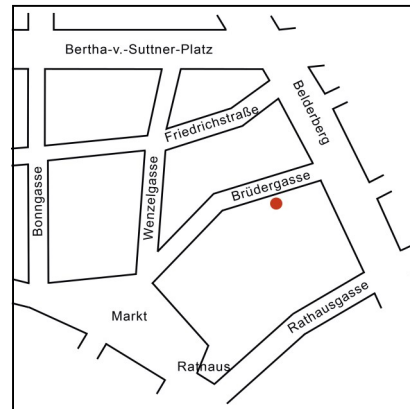 Bertha-v.-Suttner-Platz
Belderberg
Friedrichstraße
Bonngasse
Wenzelgasse
Brüdergasse
Markt
Rathausgasse
Rathaus